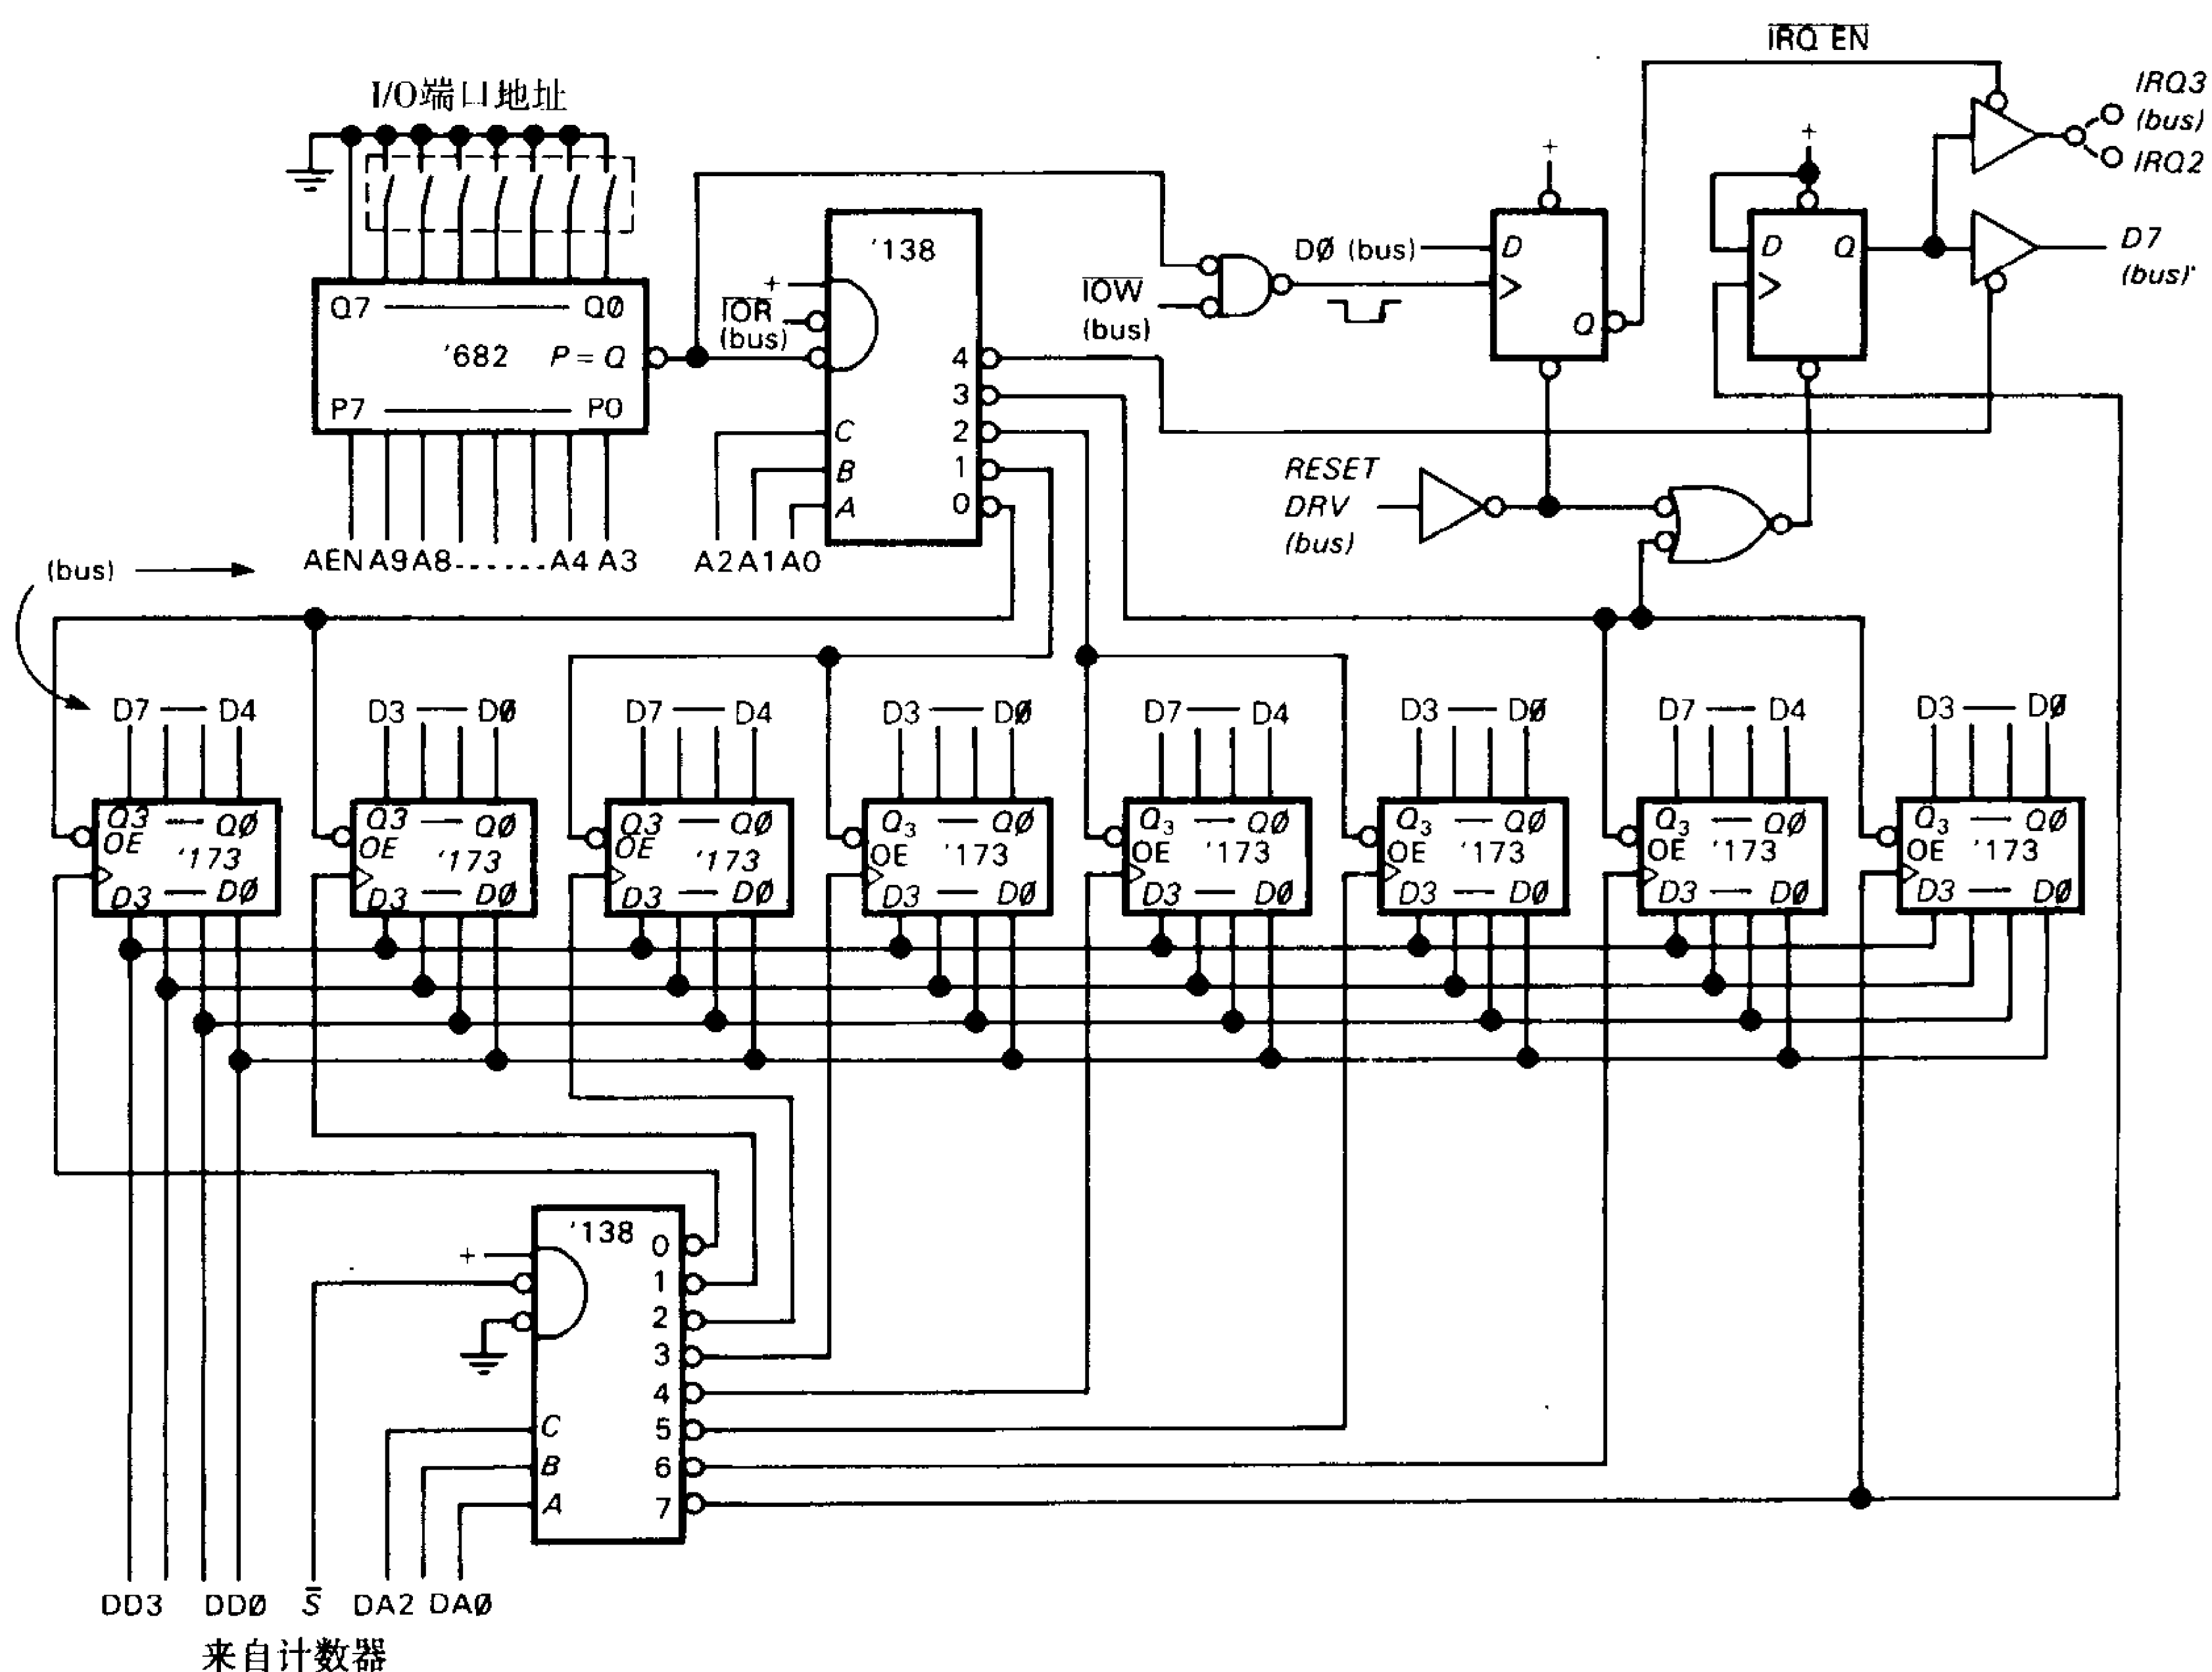 IRQ EN
I/O端口地址
IRQ3
(bus)
IRQ2
+
+
'138
D0 (bus)
D
D Q
D7
(bus)
Q7 Q0
+
IOR
(bus)
IOW
(bus)
Q
'682 P = Q
4
3
P7 P0
C 2
B 1
A 0
RESET
DRV
(bus)
(bus)
AEN A9 A8 ------ A4 A3
A2 A1 A0
D7 — D4
D3 — D0
D7 — D4
D3 — D0
D7 — D4
D3 — D0
D7 — D4
D3 — D0
Q3 — Q0
OE '173
D3 — D0
Q3 — Q0
OE '173
D3 — D0
Q3 — Q0
OE '173
D3 — D0
Q3 — Q0
OE '173
D3 — D0
Q3 — Q0
OE '173
D3 — D0
Q3 — Q0
OE '173
D3 — D0
Q3 — Q0
OE '173
D3 — D0
Q3 — Q0
OE '173
D3 — D0
'138
+
0
1
2
3
4
C 5
B 6
A 7
DD3 DD0 S DA2 DA0
来自计数器